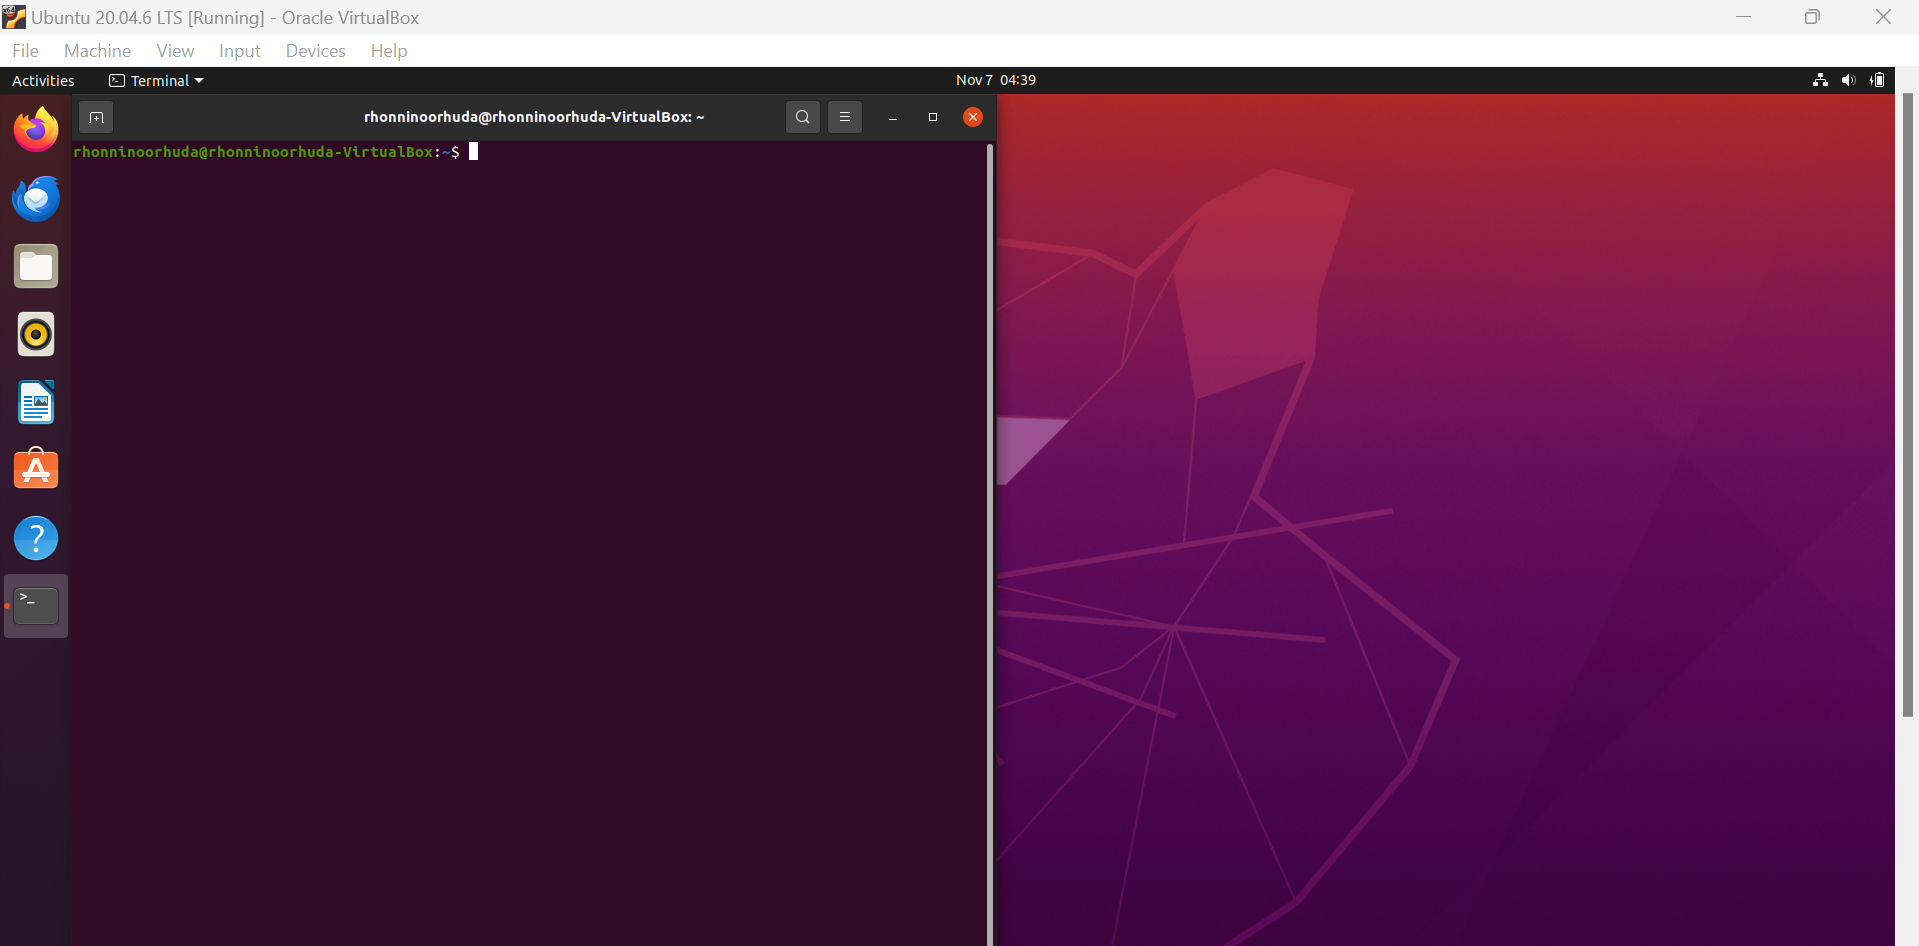 Ubuntu 20.04.6 LTS [Running] - Oracle VirtualBox
File Machine View Input Devices Help
Activities Terminal Nov 7 04:39
rhonninoorhuda@rhonninoorhuda-VirtualBox: ~
rhonninoorhuda@rhonninoorhuda-VirtualBox:~$